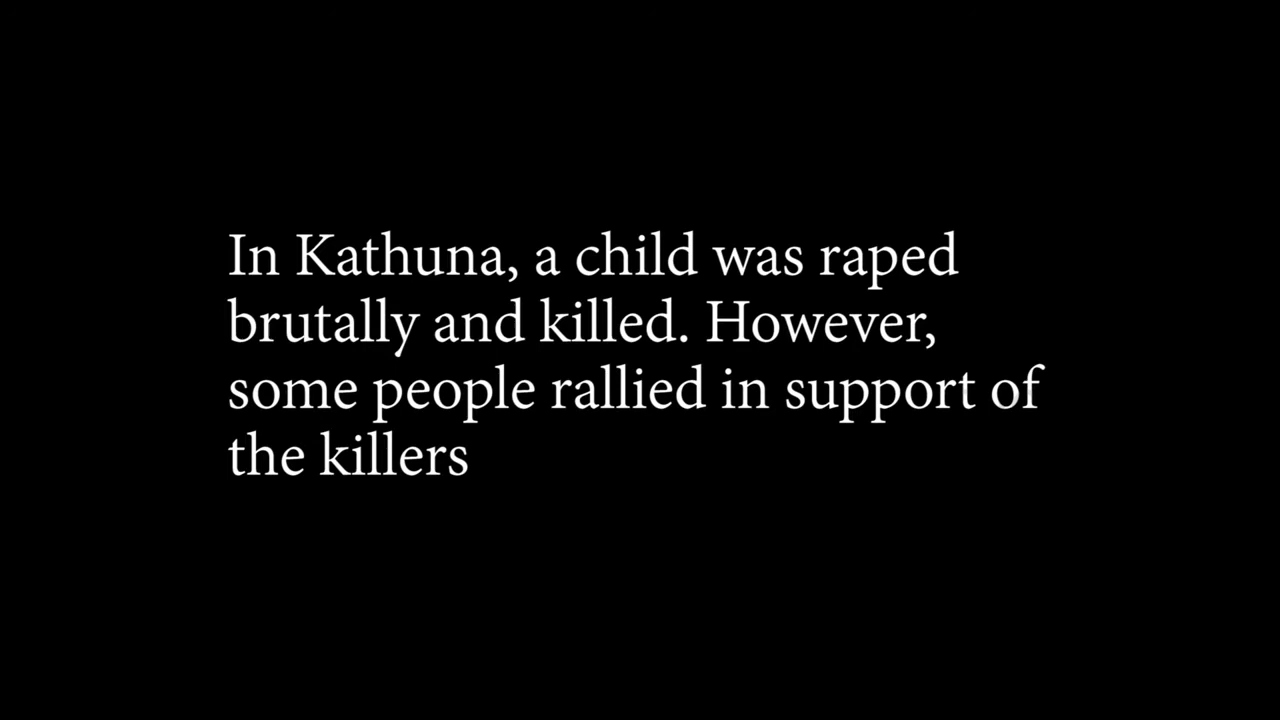 In Kathuna, a child was raped
brutally and killed. However,
some people rallied in support of
the killers